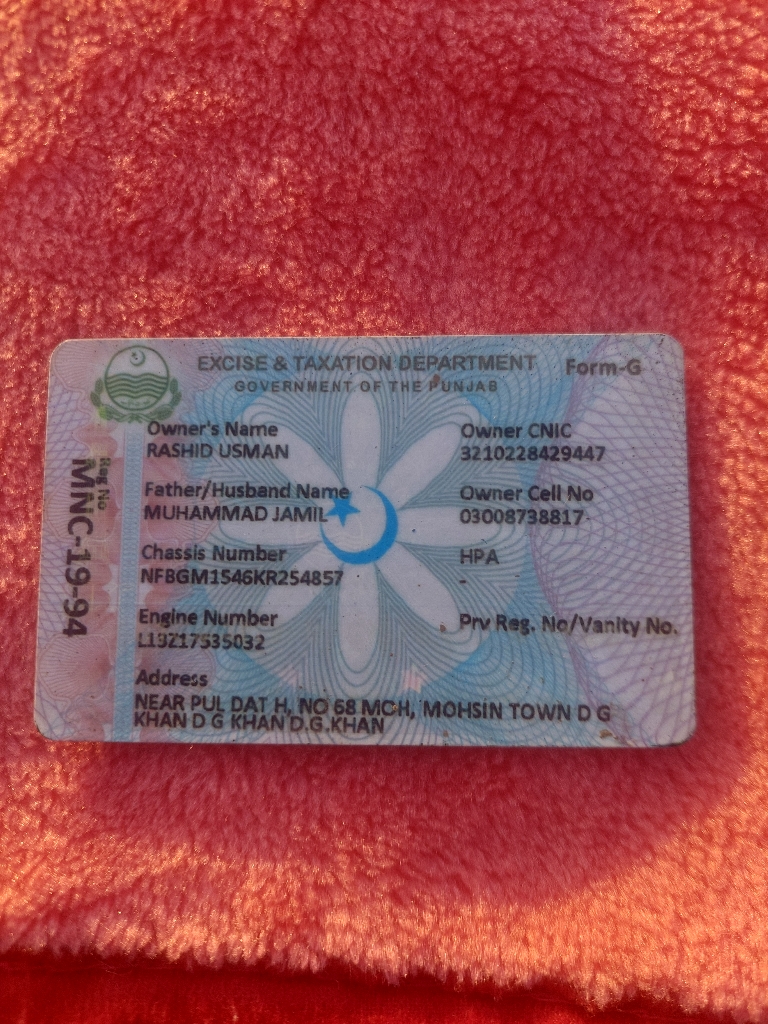 EXCISE & TAXATION DEPARTMENT
Form-G
GOVERNMENT OF THE PUNJAB
Reg No
MNC-19-94
Owner's Name
RASHID USMAN
Owner CNIC
3210228429447
Father/Husband Name
MUHAMMAD JAMIL
Owner Cell No
03008738817
Chassis Number
NFBGM1546KR254857
HPA
-
Engine Number
L13Z17535032
Prv Reg. No/Vanity No.
Address
NEAR PUL DAT H, NO 68 MCH, MOHSIN TOWN D G
KHAN D G KHAN D.G.KHAN